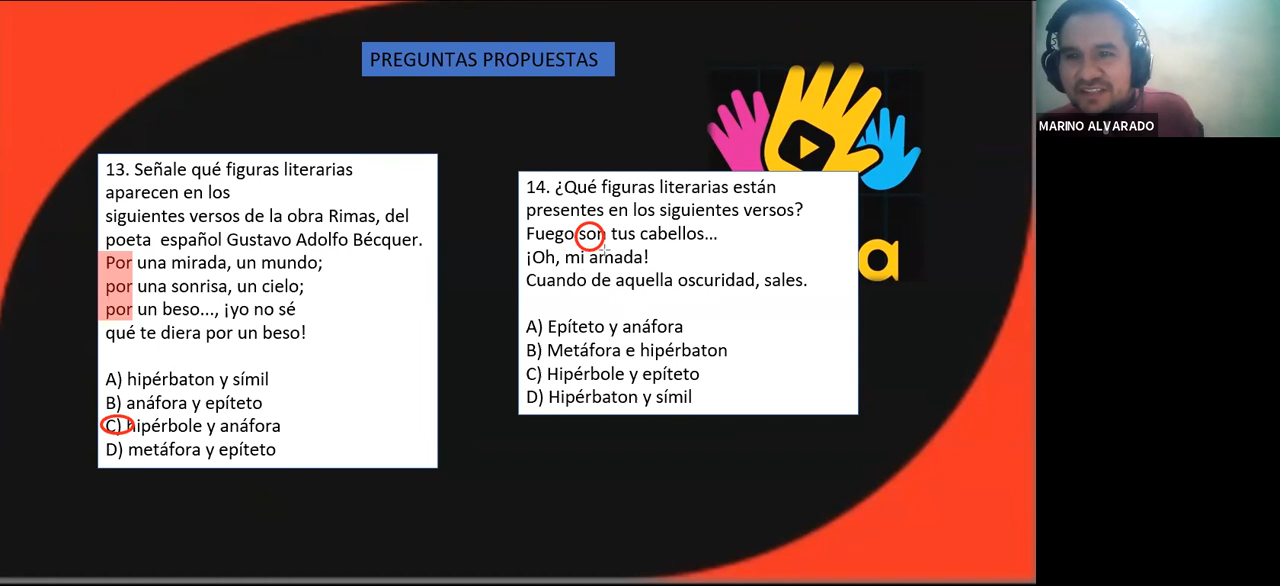 PREGUNTAS PROPUESTAS
MARINO ALVARADO
13. Señale qué figuras literarias
aparecen en los
siguientes versos de la obra Rimas, del
poeta español Gustavo Adolfo Bécquer.
Por una mirada, un mundo;
por una sonrisa, un cielo;
por un beso..., ¡yo no sé
qué te diera por un beso!
A) hipérbaton y símil
B) anáfora y epíteto
C) hipérbole y anáfora
D) metáfora y epíteto
14. ¿Qué figuras literarias están
presentes en los siguientes versos?
Fuego son tus cabellos...
¡Oh, mi amada!
Cuando de aquella oscuridad, sales.
A) Epíteto y anáfora
B) Metáfora e hipérbaton
C) Hipérbole y epíteto
D) Hipérbaton y símil
a